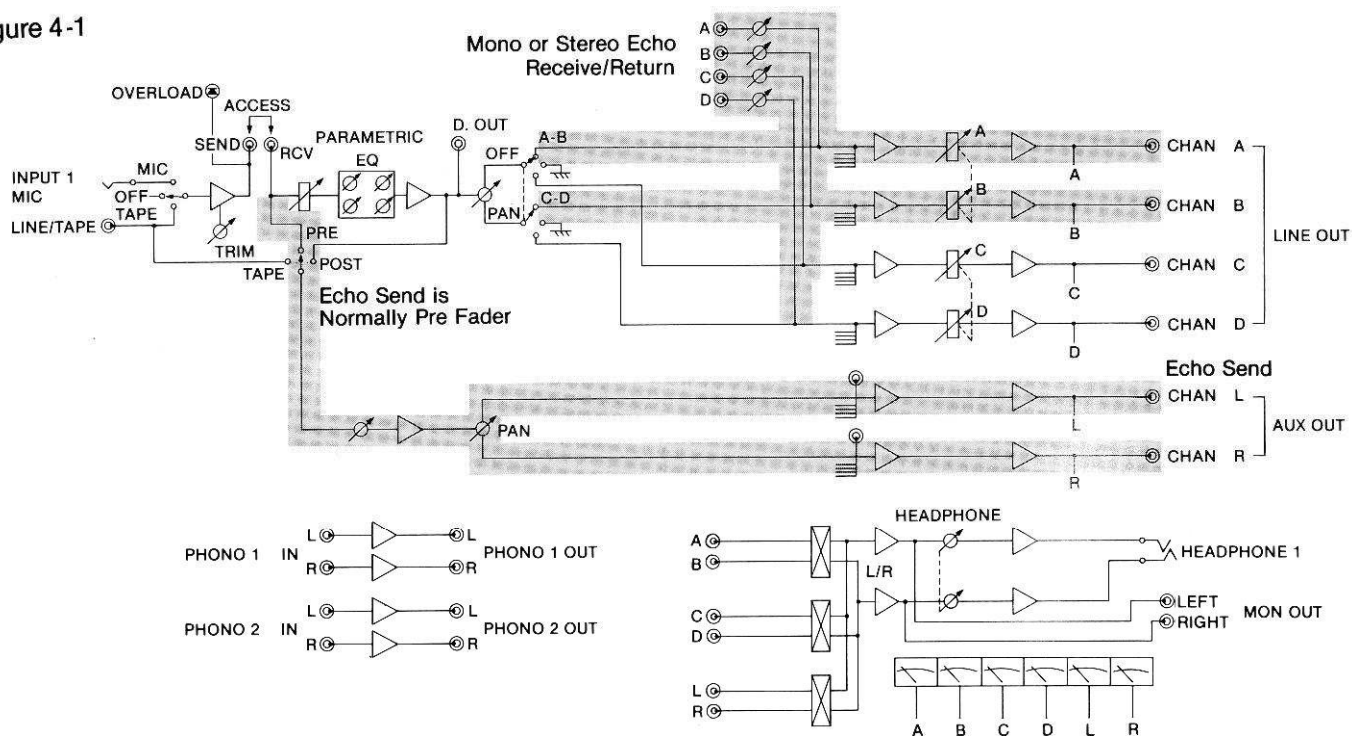 gure 4-1
Mono or Stereo Echo
Receive/Return
A
B
C
D
OVERLOAD
ACCESS
SEND
RCV
PARAMETRIC
EQ
D. OUT
INPUT 1
MIC
MIC
OFF
TAPE
LINE/TAPE
TRIM
PRE
POST
TAPE
OFF
PAN
A-B
C-D
Echo Send is
Normally Pre Fader
A
B
C
D
A
B
C
D
CHAN A
CHAN B
CHAN C
CHAN D
LINE OUT
Echo Send
PAN
L
R
CHAN L
CHAN R
AUX OUT
PHONO 1 IN
L
R
L
R
PHONO 1 OUT
PHONO 2 IN
L
R
L
R
PHONO 2 OUT
A
B
C
D
L
R
L/R
HEADPHONE
HEADPHONE 1
LEFT
RIGHT
MON OUT
A B C D L R